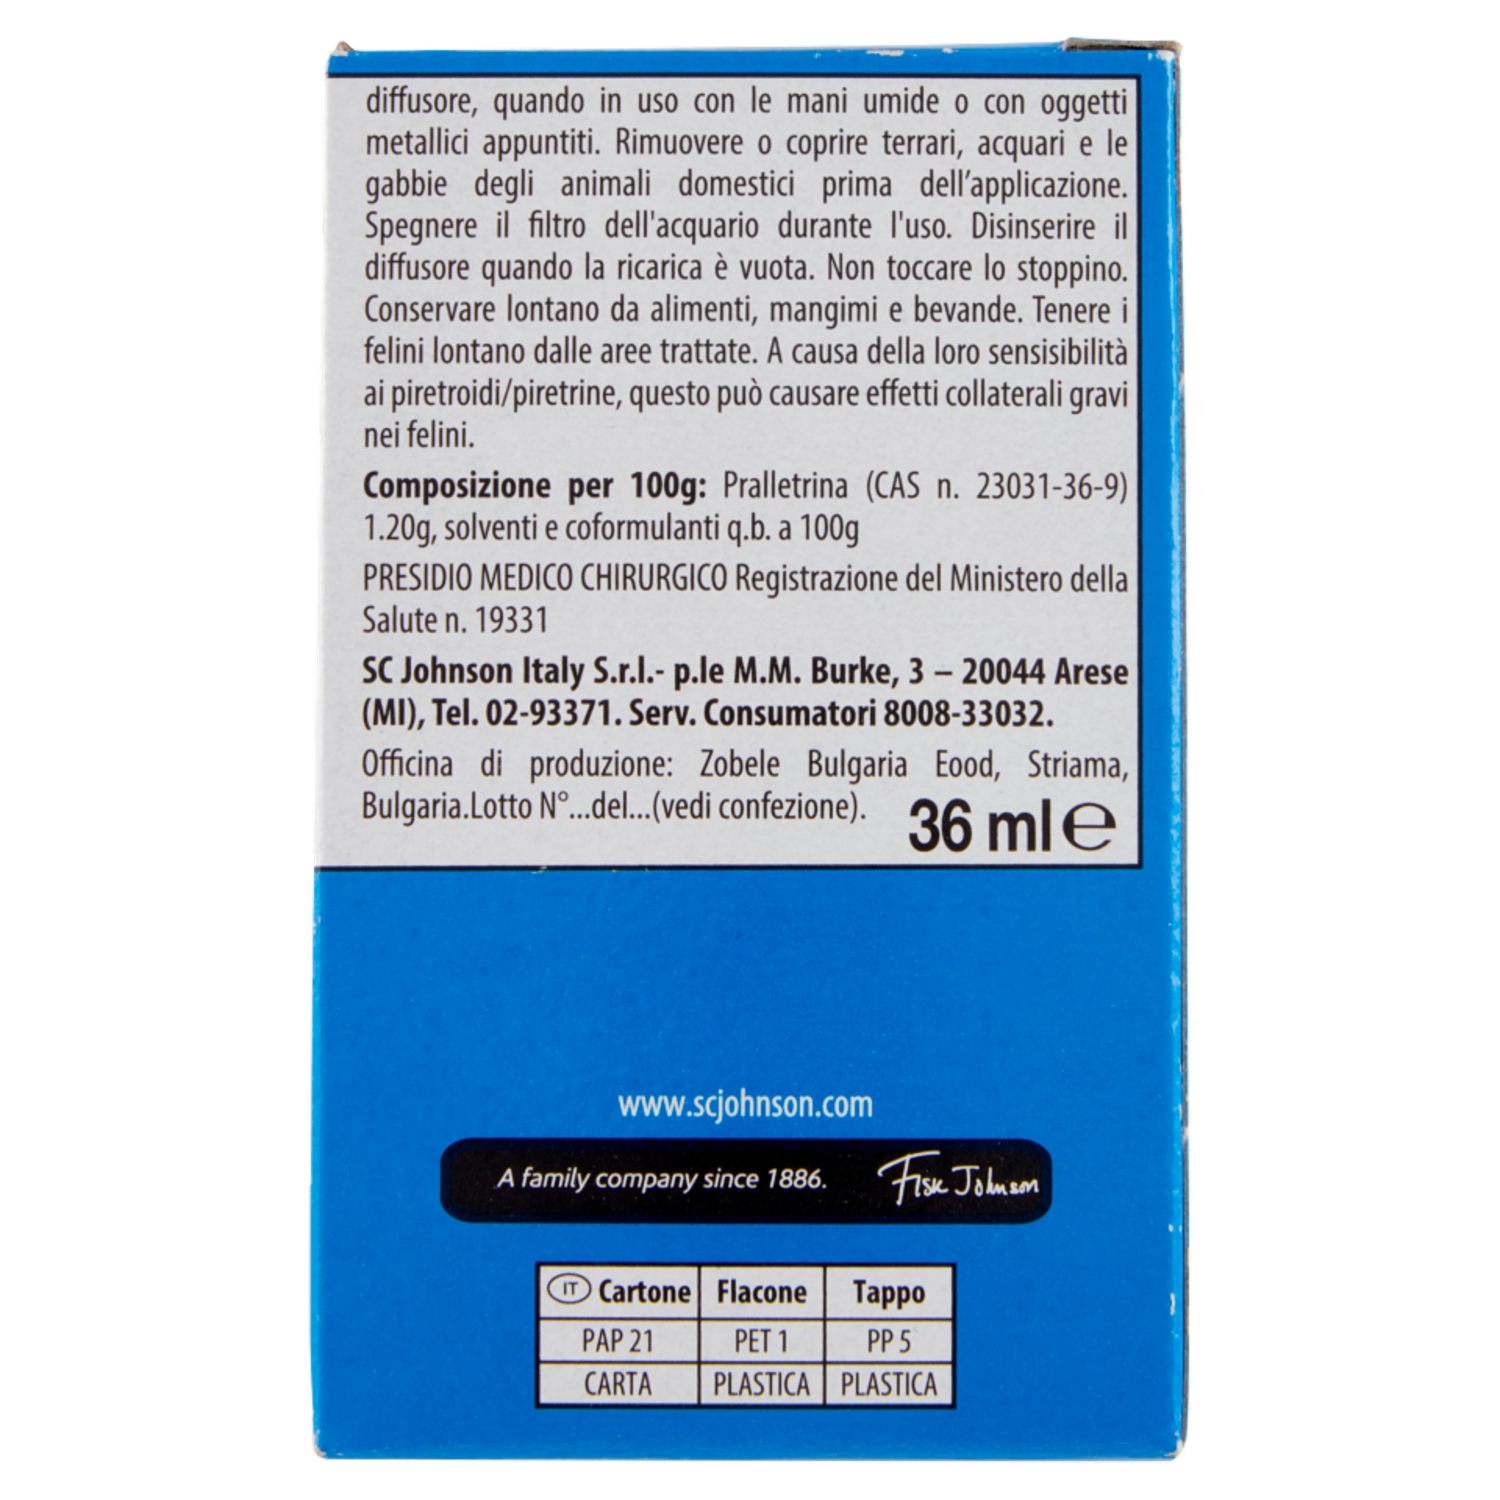 diffusore, quando in uso con le mani umide o con oggetti
metallici appuntiti. Rimuovere o coprire terrari, acquari e le
gabbie degli animali domestici prima dell’applicazione.
Spegnere il filtro dell'acquario durante l'uso. Disinserire il
diffusore quando la ricarica è vuota. Non toccare lo stoppino.
Conservare lontano da alimenti, mangimi e bevande. Tenere i
felini lontano dalle aree trattate. A causa della loro sensisibilità
ai piretroidi/piretrine, questo può causare effetti collaterali gravi
nei felini.
Composizione per 100g: Pralletrina (CAS n. 23031-36-9)
1.20g, solventi e coformulanti q.b. a 100g
PRESIDIO MEDICO CHIRURGICO Registrazione del Ministero della
Salute n. 19331
SC Johnson Italy S.r.l.- p.le M.M. Burke, 3 – 20044 Arese
(MI), Tel. 02-93371. Serv. Consumatori 8008-33032.
Officina di produzione: Zobele Bulgaria Eood, Striama,
Bulgaria.Lotto N°...del...(vedi confezione).
36 ml e
www.scjohnson.com
A family company since 1886. Fisk Johnson
IT Cartone Flacone Tappo
PAP 21 PET 1 PP 5
CARTA PLASTICA PLASTICA